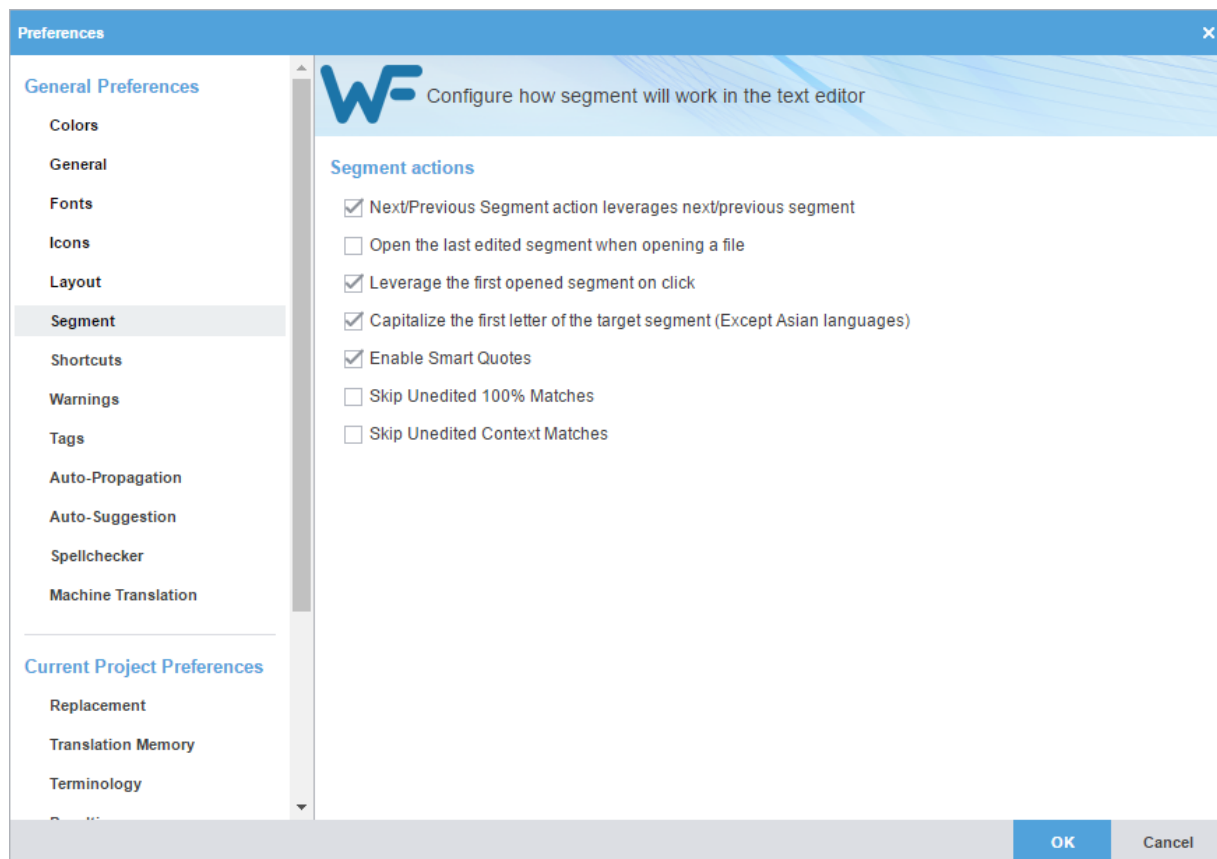 Preferences
General Preferences
Colors
General
Fonts
Icons
Layout
Segment
Shortcuts
Warnings
Tags
Auto-Propagation
Auto-Suggestion
Spellchecker
Machine Translation
Current Project Preferences
Replacement
Translation Memory
Terminology
WF Configure how segment will work in the text editor
Segment actions
Next/Previous Segment action leverages next/previous segment
Open the last edited segment when opening a file
Leverage the first opened segment on click
Capitalize the first letter of the target segment (Except Asian languages)
Enable Smart Quotes
Skip Unedited 100% Matches
Skip Unedited Context Matches
OK Cancel